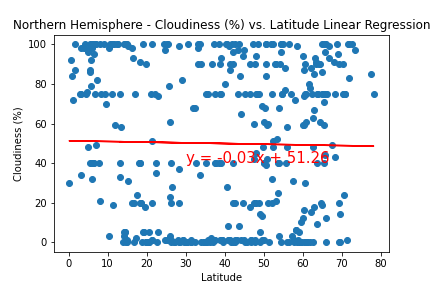 Northern Hemisphere - Cloudiness (%) vs. Latitude Linear Regression
100
80
60
40
20
0
Cloudiness (%)
y = -0.03x + 51.26
0 10 20 30 40 50 60 70 80
Latitude